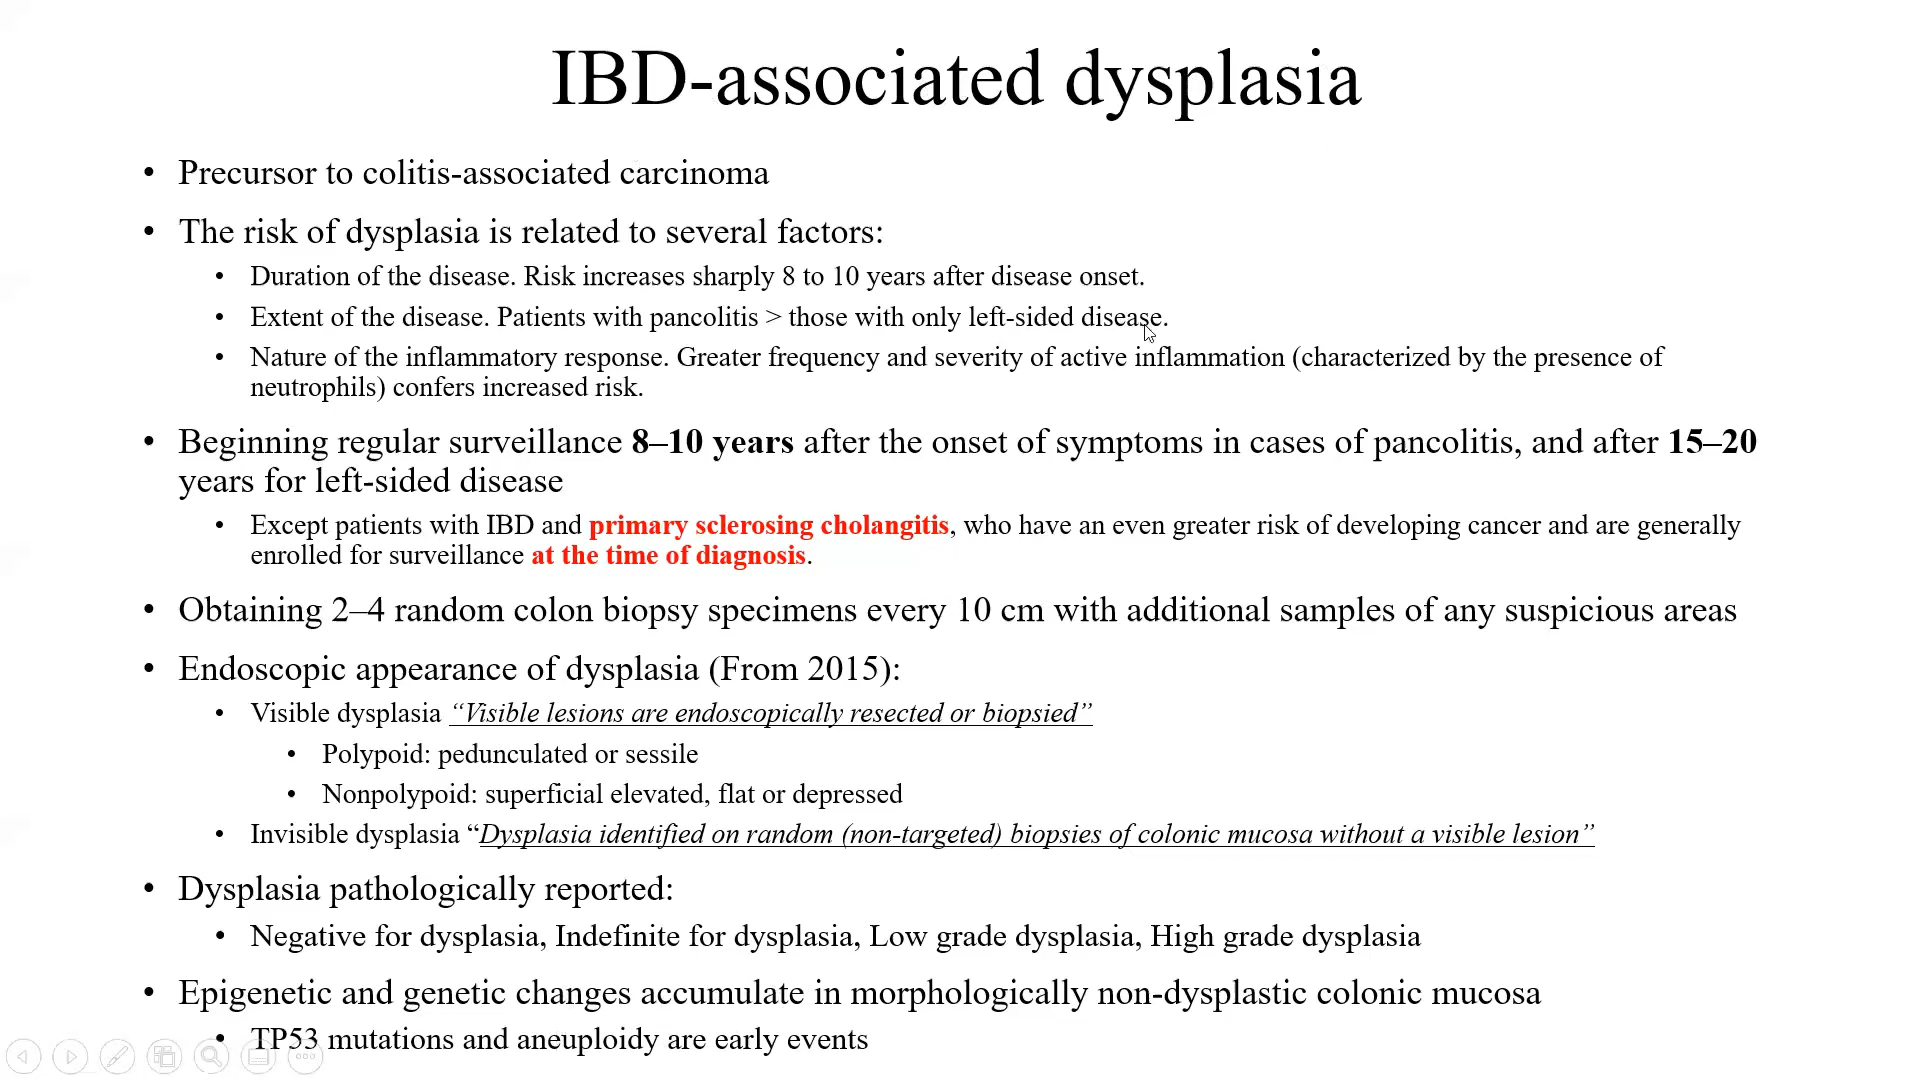 IBD-associated dysplasia
• Precursor to colitis-associated carcinoma
• The risk of dysplasia is related to several factors:
• Duration of the disease. Risk increases sharply 8 to 10 years after disease onset.
• Extent of the disease. Patients with pancolitis > those with only left-sided disease.
• Nature of the inflammatory response. Greater frequency and severity of active inflammation (characterized by the presence of
neutrophils) confers increased risk.
• Beginning regular surveillance 8–10 years after the onset of symptoms in cases of pancolitis, and after 15–20
years for left-sided disease
• Except patients with IBD and primary sclerosing cholangitis, who have an even greater risk of developing cancer and are generally
enrolled for surveillance at the time of diagnosis.
• Obtaining 2–4 random colon biopsy specimens every 10 cm with additional samples of any suspicious areas
• Endoscopic appearance of dysplasia (From 2015):
• Visible dysplasia “Visible lesions are endoscopically resected or biopsied”
• Polypoid: pedunculated or sessile
• Nonpolypoid: superficial elevated, flat or depressed
• Invisible dysplasia “Dysplasia identified on random (non-targeted) biopsies of colonic mucosa without a visible lesion”
• Dysplasia pathologically reported:
• Negative for dysplasia, Indefinite for dysplasia, Low grade dysplasia, High grade dysplasia
• Epigenetic and genetic changes accumulate in morphologically non-dysplastic colonic mucosa
• TP53 mutations and aneuploidy are early events